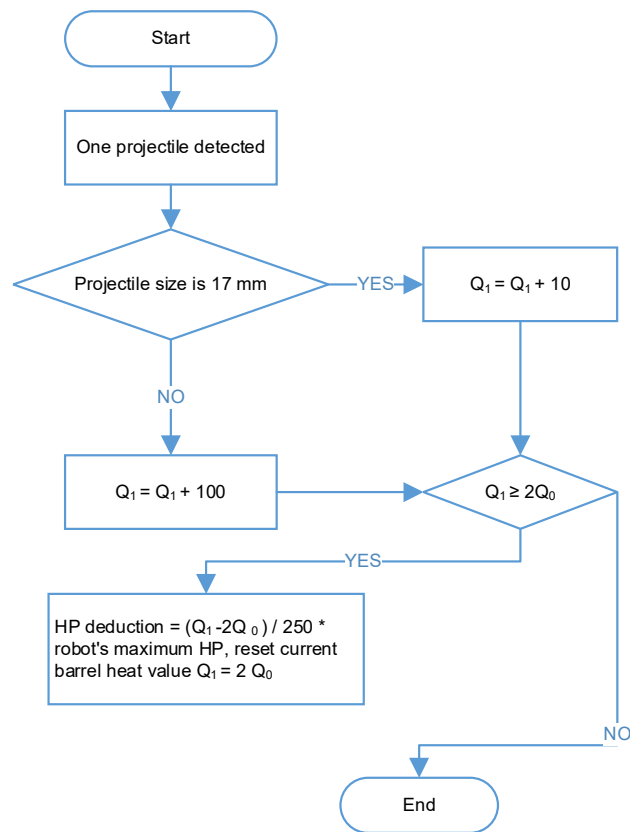 Start
One projectile detected
Projectile size is 17 mm
YES
Q₁ = Q₁ + 10
NO
Q₁ = Q₁ + 100
Q₁ ≥ 2Q₀
YES
HP deduction = (Q₁ -2Q ₀ ) / 250 *
robot's maximum HP, reset current
barrel heat value Q₁ = 2 Q₀
NO
End